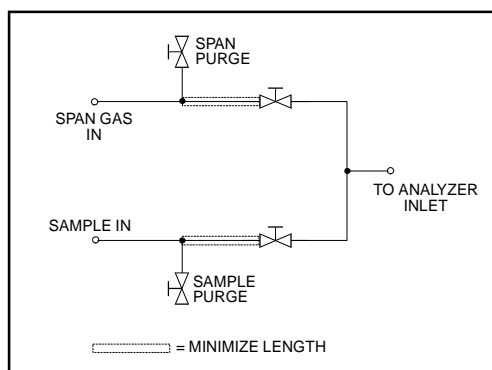 SPAN
PURGE
SPAN GAS
IN
TO ANALYZER
INLET
SAMPLE IN
SAMPLE
PURGE
= MINIMIZE LENGTH